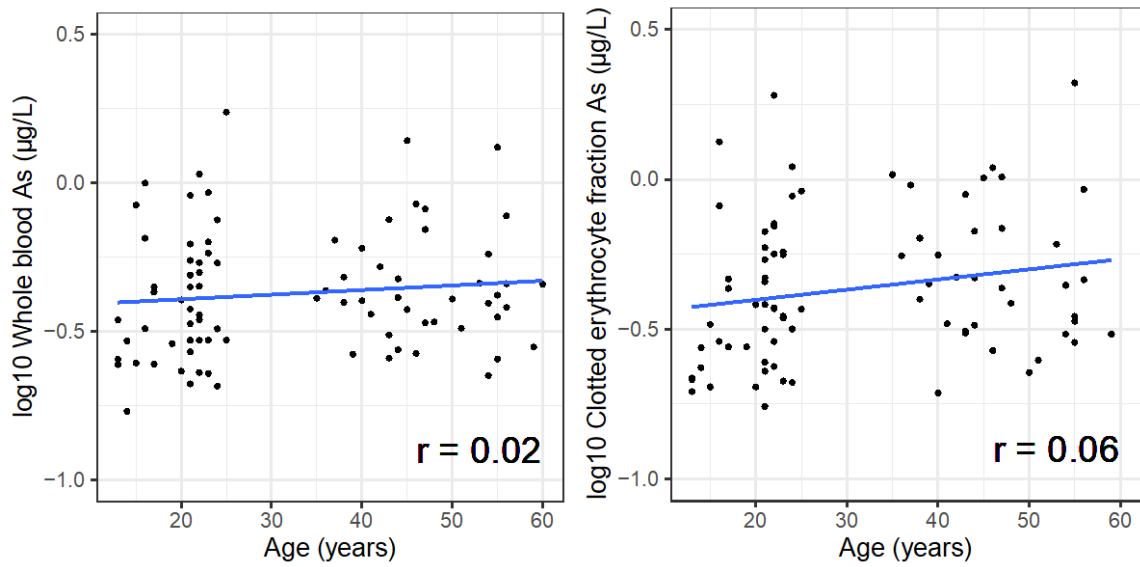 log10 Whole blood As (µg/L)
0.5
0.0
−0.5
−1.0
r = 0.02
20 30 40 50 60
Age (years)
log10 Clotted erythrocyte fraction As (µg/L)
0.5
0.0
−0.5
−1.0
r = 0.06
20 30 40 50 60
Age (years)